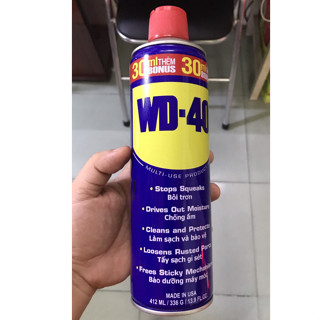 30 ml THÊM BONUS 30
WD-40
MULTI-USE PRODUCT
• Stops Squeaks
Bôi trơn
• Drives Out Moisture
Chống ẩm
• Cleans and Protects
Làm sạch và bảo vệ
• Loosens Rusted Parts
Tẩy sạch gỉ sét
• Frees Sticky Mechanisms
Bảo dưỡng máy móc
MADE IN USA
412 ML / 336 G / 13.9 FL.OZ